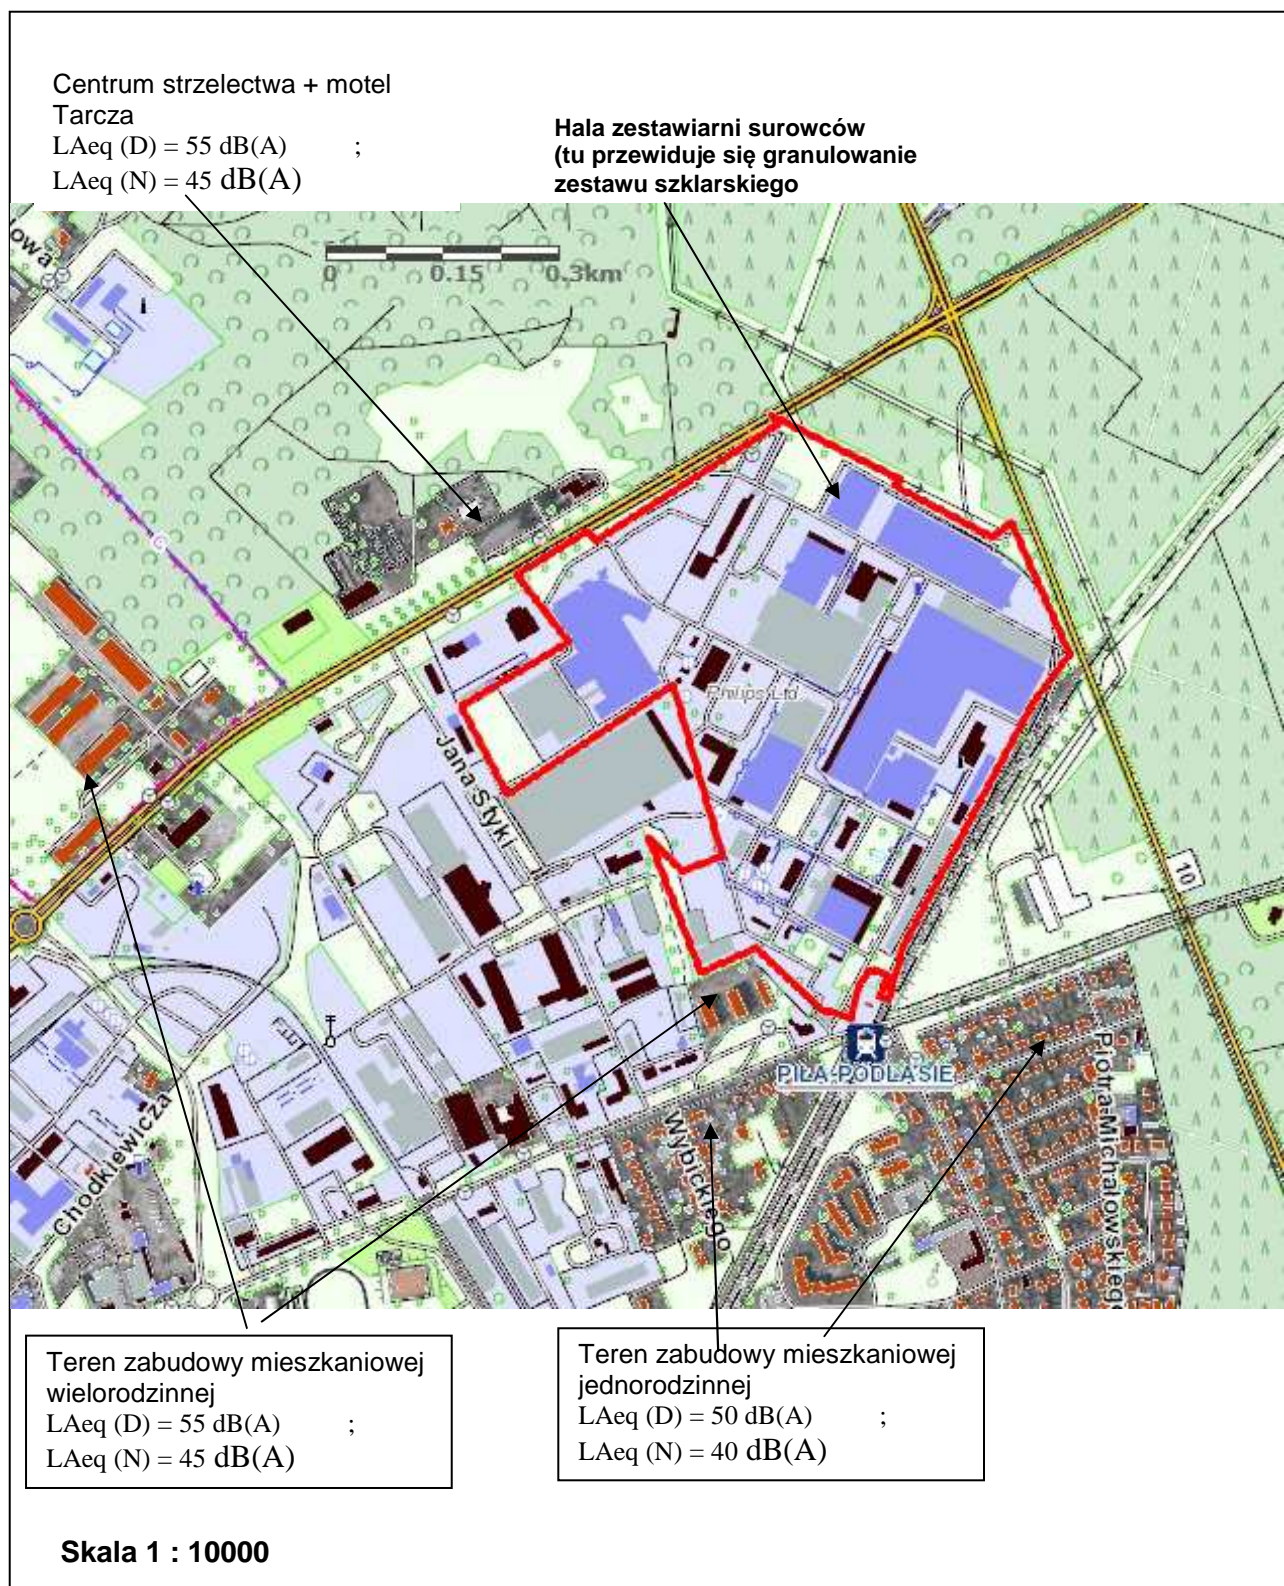 Centrum strzelectwa + motel
Tarcza
LAeq (D) = 55 dB(A) ;
LAeq (N) = 45 dB(A)
Hala zestawiarni surowców
(tu przewiduje się granulowanie
zestawu szklarskiego
owa
0 0.15 0.3km
G
Philips Ltd.
Jana Styki
10
PIŁA-PODLASIE
Piotra Michałowskiego
Wybickiego
Chodkiewicza
Teren zabudowy mieszkaniowej
wielorodzinnej
LAeq (D) = 55 dB(A) ;
LAeq (N) = 45 dB(A)
Teren zabudowy mieszkaniowej
jednorodzinnej
LAeq (D) = 50 dB(A) ;
LAeq (N) = 40 dB(A)
Skala 1 : 10000